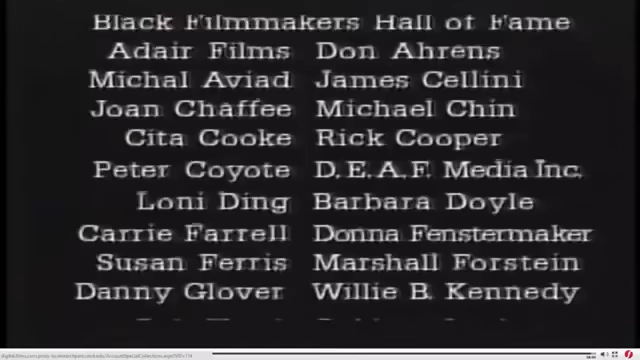 Black Filmmakers Hall of Fame
Adair Films Don Ahrens
Michal Aviad James Cellini
Joan Chaffee Michael Chin
Cita Cooke Rick Cooper
Peter Coyote D.E.A.F. Media Inc.
Loni Ding Barbara Doyle
Carrie Farrell Donna Fenstermaker
Susan Ferris Marshall Forstein
Danny Glover Willie B. Kennedy